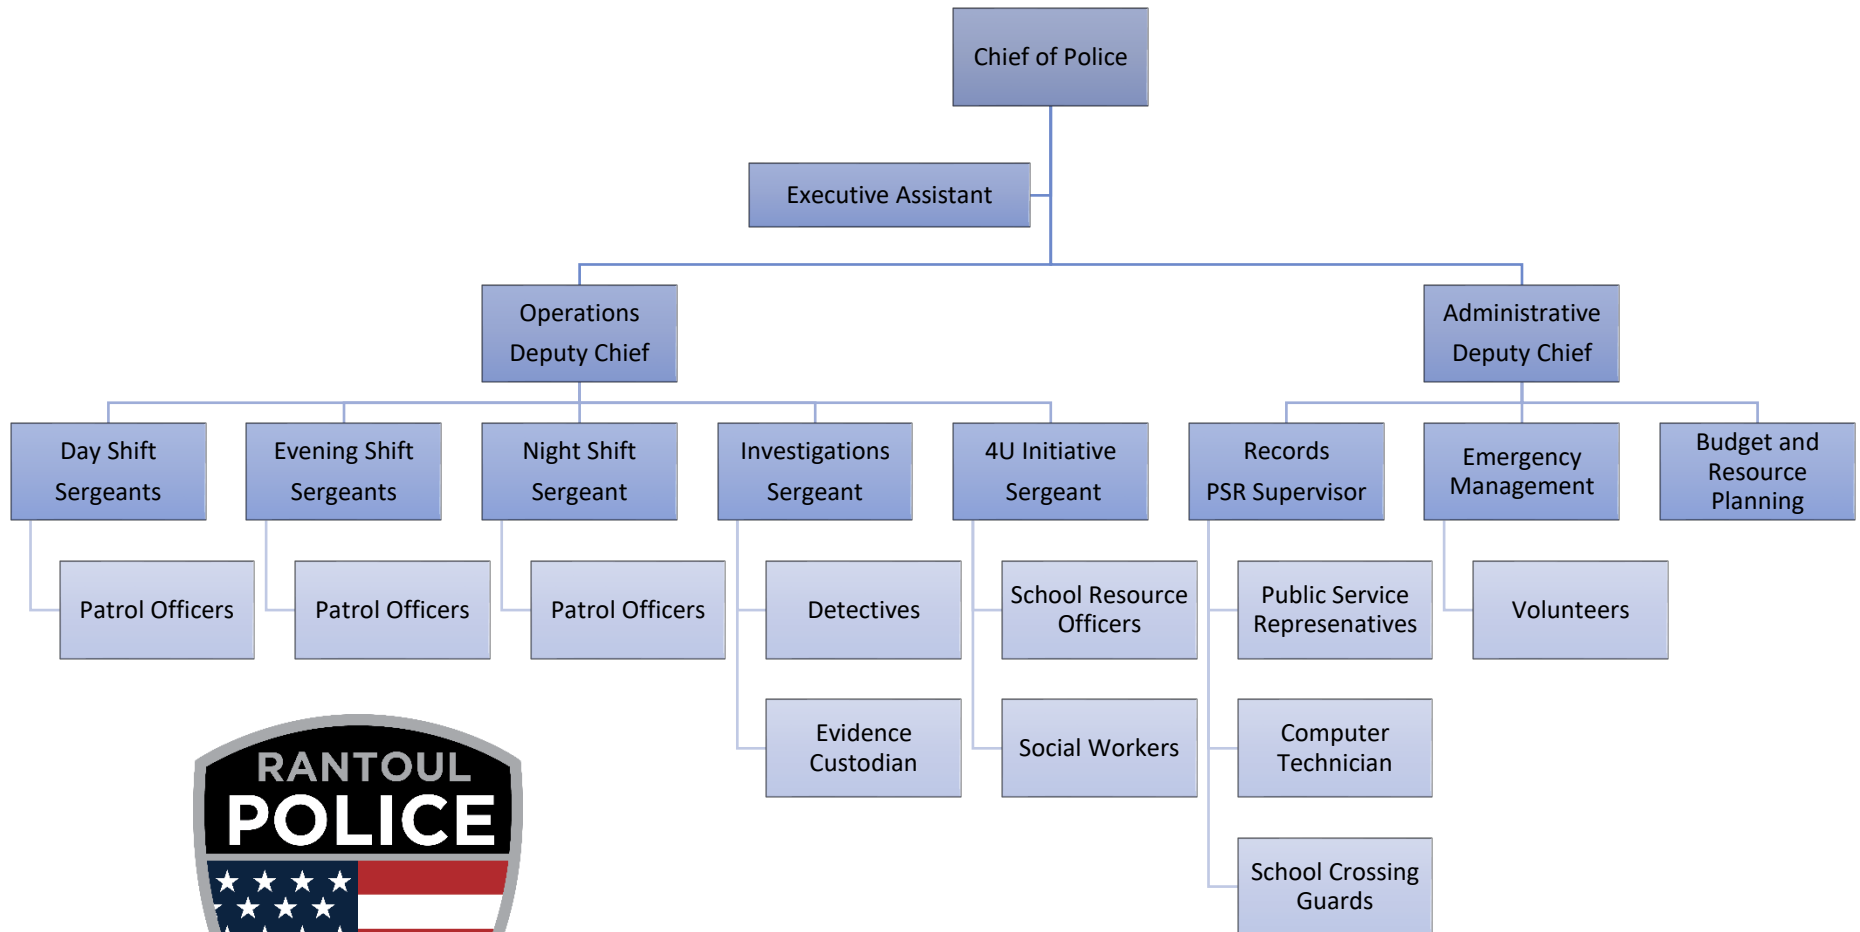 Chief of Police
Executive Assistant
Operations
Deputy Chief
Administrative
Deputy Chief
Day Shift
Sergeants
Evening Shift
Sergeants
Night Shift
Sergeant
Investigations
Sergeant
4U Initiative
Sergeant
Records
PSR Supervisor
Emergency
Management
Budget and
Resource
Planning
Patrol Officers
Patrol Officers
Patrol Officers
Detectives
School Resource
Officers
Public Service
Represenatives
Volunteers
Evidence
Custodian
Social Workers
Computer
Technician
School Crossing
Guards
RANTOUL
POLICE